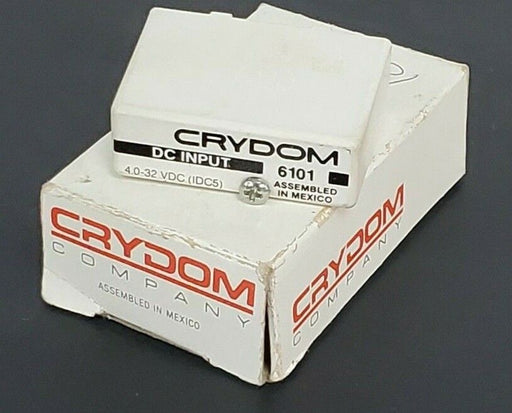 CRYDOM
DC INPUT
6101
4.0-32 VDC (IDC5)
ASSEMBLED
IN MEXICO
CRYDOM
COMPANY
ASSEMBLED IN MEXICO
CRYDOM
COMPANY